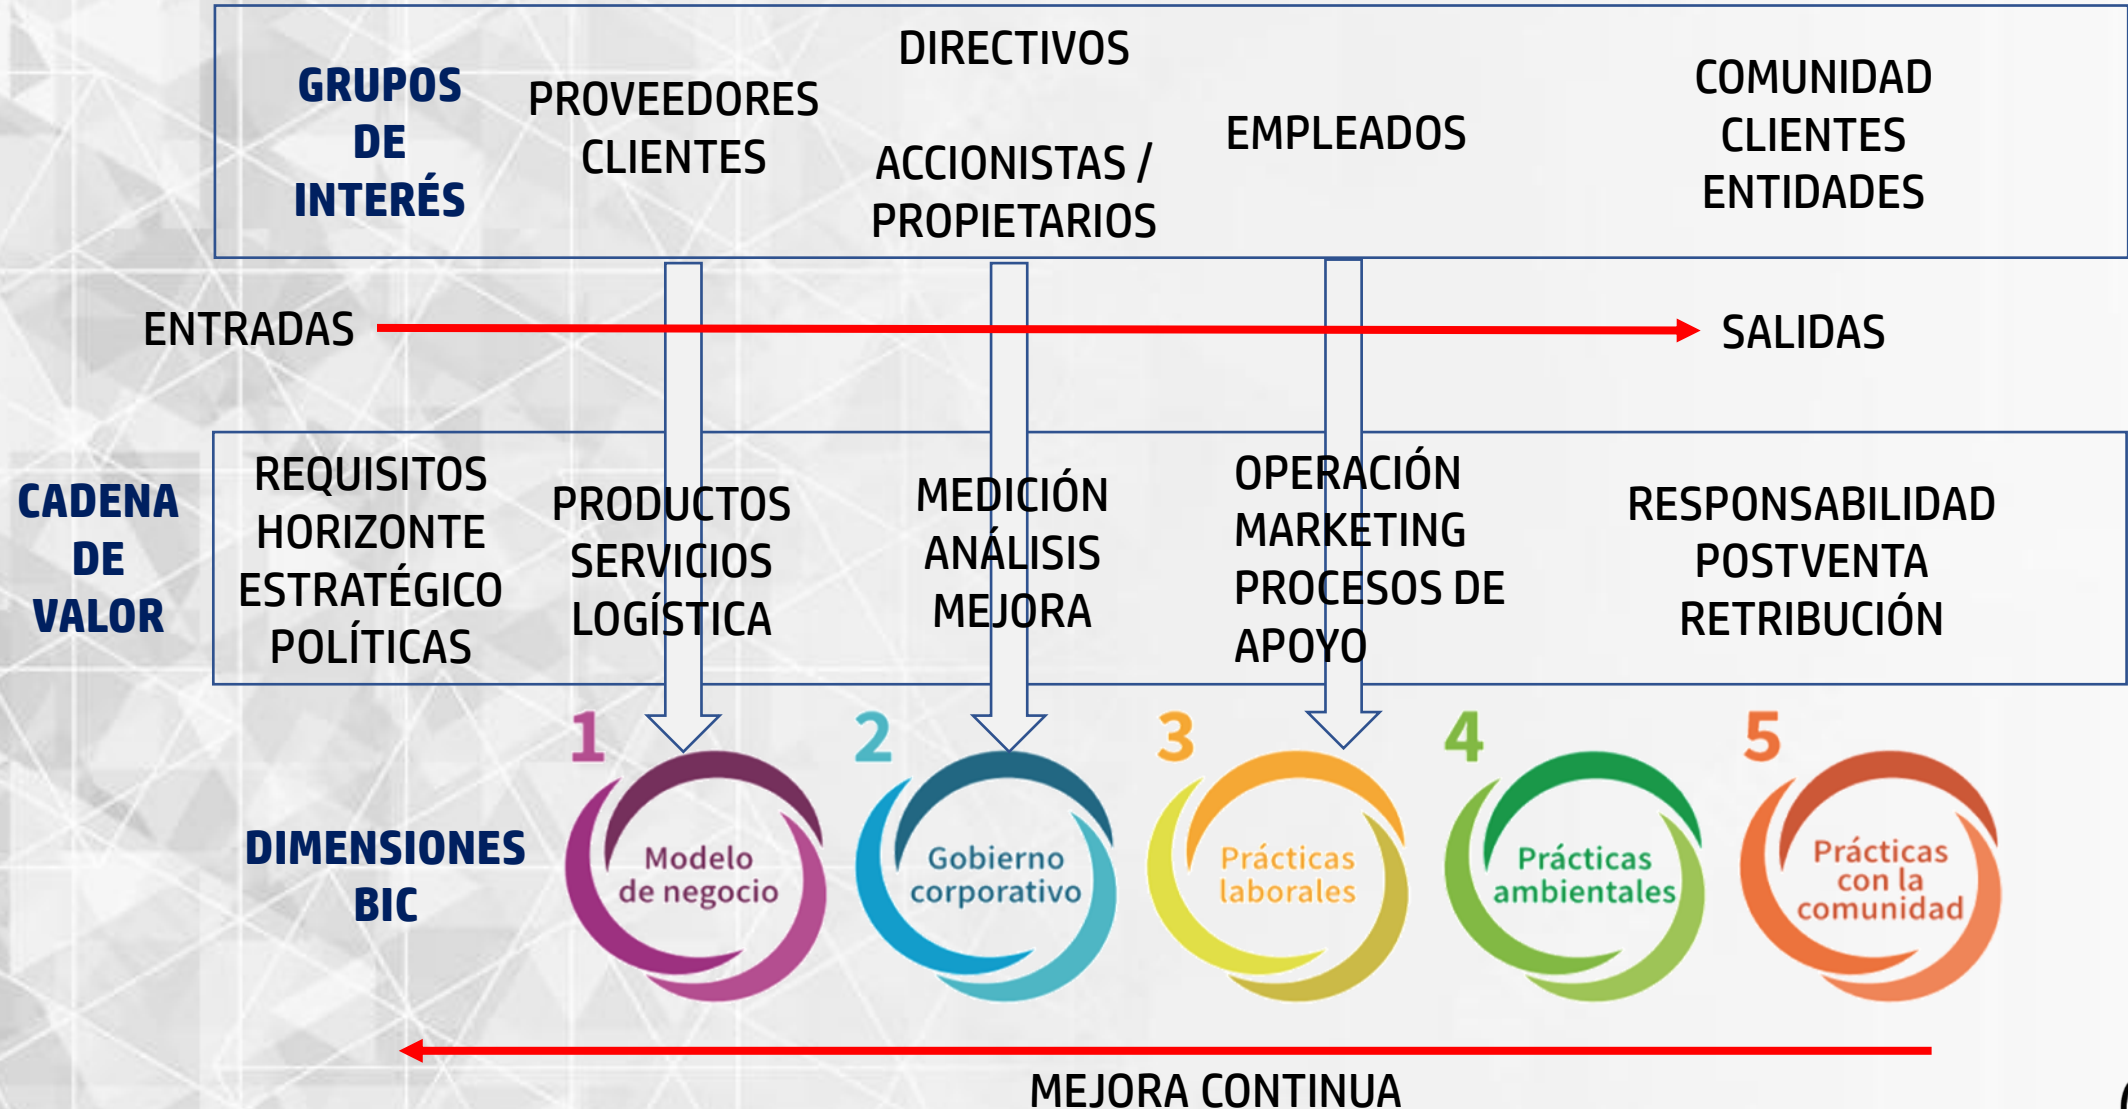 GRUPOS
DE
INTERÉS
PROVEEDORES
CLIENTES
DIRECTIVOS
ACCIONISTAS /
PROPIETARIOS
EMPLEADOS
COMUNIDAD
CLIENTES
ENTIDADES
ENTRADAS
SALIDAS
CADENA
DE
VALOR
REQUISITOS
HORIZONTE
ESTRATÉGICO
POLÍTICAS
PRODUCTOS
SERVICIOS
LOGÍSTICA
MEDICIÓN
ANÁLISIS
MEJORA
OPERACIÓN
MARKETING
PROCESOS DE
APOYO
RESPONSABILIDAD
POSTVENTA
RETRIBUCIÓN
DIMENSIONES
BIC
1
Modelo
de negocio
2
Gobierno
corporativo
3
Prácticas
laborales
4
Prácticas
ambientales
5
Prácticas
con la
comunidad
MEJORA CONTINUA